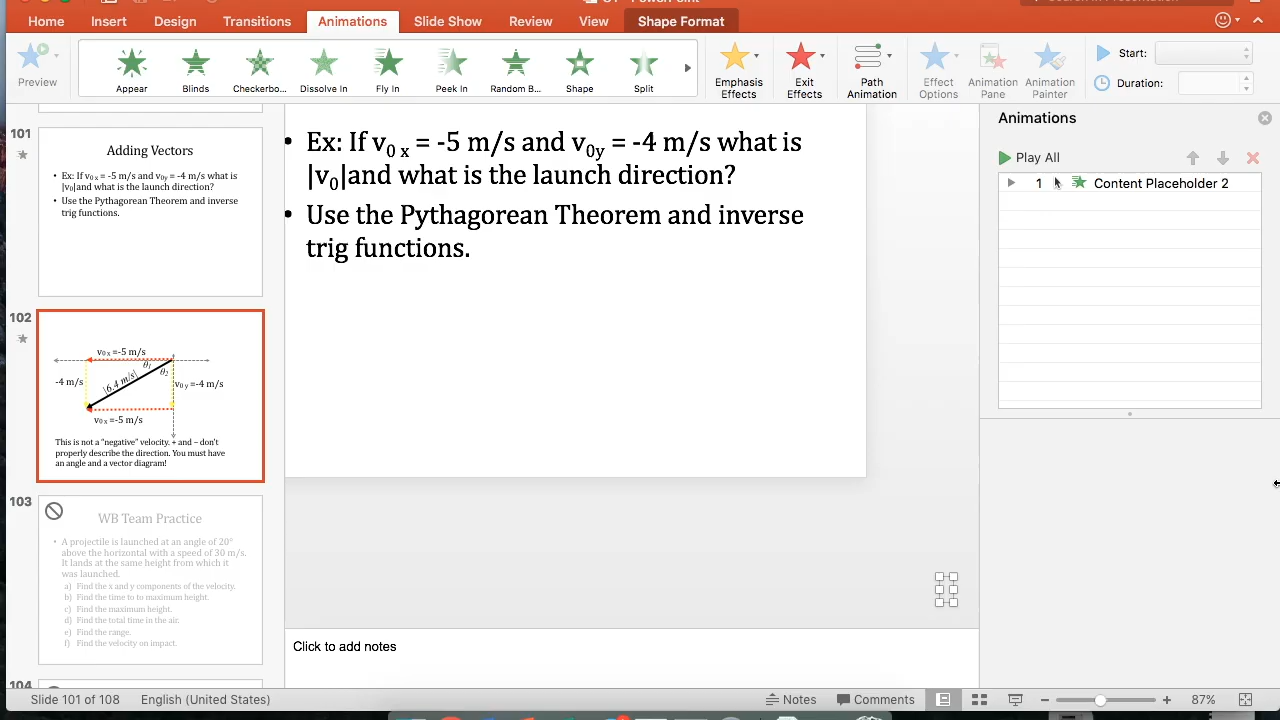 Home Insert Design Transitions Animations Slide Show Review View Shape Format
Preview Appear Blinds Checkerbo... Dissolve In Fly In Peek In Random B... Shape Split
Emphasis Effects
Exit Effects
Path Animation
Effect Options
Animation Pane
Animation Painter
Start:
Duration:
101
Adding Vectors
• Ex: If v0 x = -5 m/s and v0y = -4 m/s what is
|v0|and what is the launch direction?
• Use the Pythagorean Theorem and inverse
trig functions.
102
v0 x =-5 m/s
θ1
θ2
-4 m/s
|6.4 m/s|
v0 y =-4 m/s
v0 x =-5 m/s
This is not a "negative" velocity. + and – don't
properly describe the direction. You must have
an angle and a vector diagram!
103
WB Team Practice
• A projectile is launched at an angle of 20°
above the horizontal with a speed of 30 m/s.
It lands at the same height from which it
was launched.
a) Find the x and y components of the velocity.
b) Find the time to to maximum height.
c) Find the maximum height.
d) Find the total time in the air.
e) Find the range.
f) Find the velocity on impact.
104
• Ex: If v0 x = -5 m/s and v0y = -4 m/s what is
|v0|and what is the launch direction?
• Use the Pythagorean Theorem and inverse
trig functions.
Click to add notes
Animations
Play All
1 Content Placeholder 2
Slide 101 of 108 English (United States) Notes Comments 87%